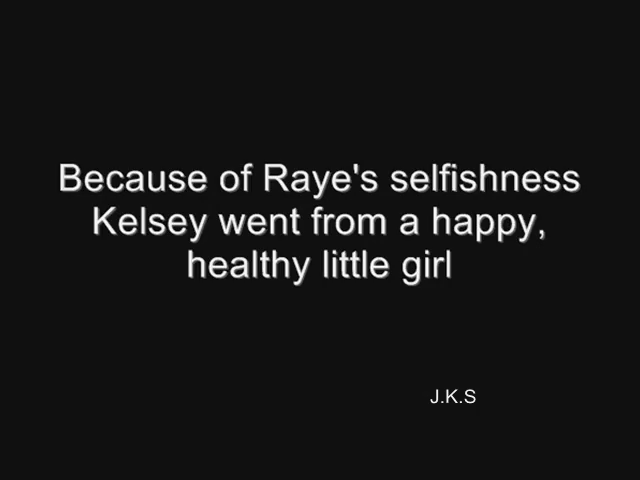 Because of Raye's selfishness
Kelsey went from a happy,
healthy little girl
J.K.S